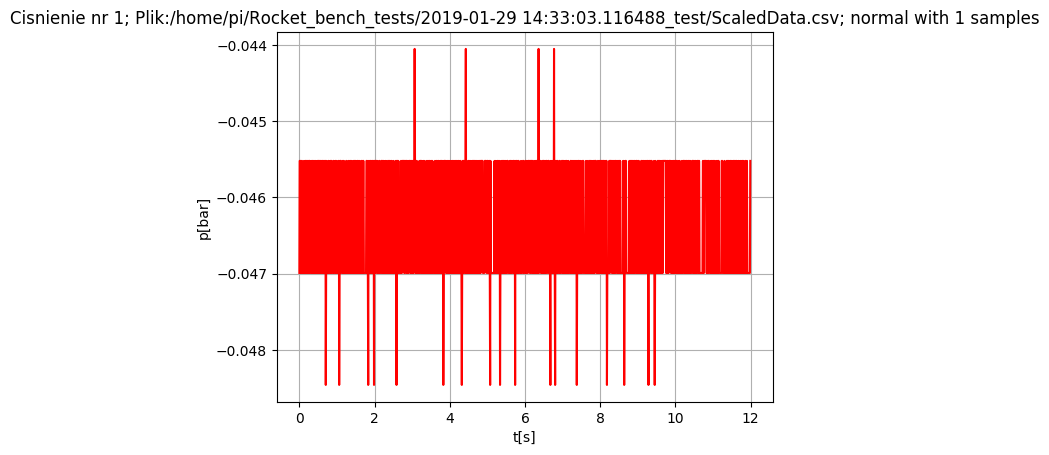 Cisnienie nr 1; Plik:/home/pi/Rocket_bench_tests/2019-01-29 14:33:03.116488_test/ScaledData.csv; normal with 1 samples
−0.044
−0.045
−0.046
−0.047
−0.048
p[bar]
0 2 4 6 8 10 12
t[s]